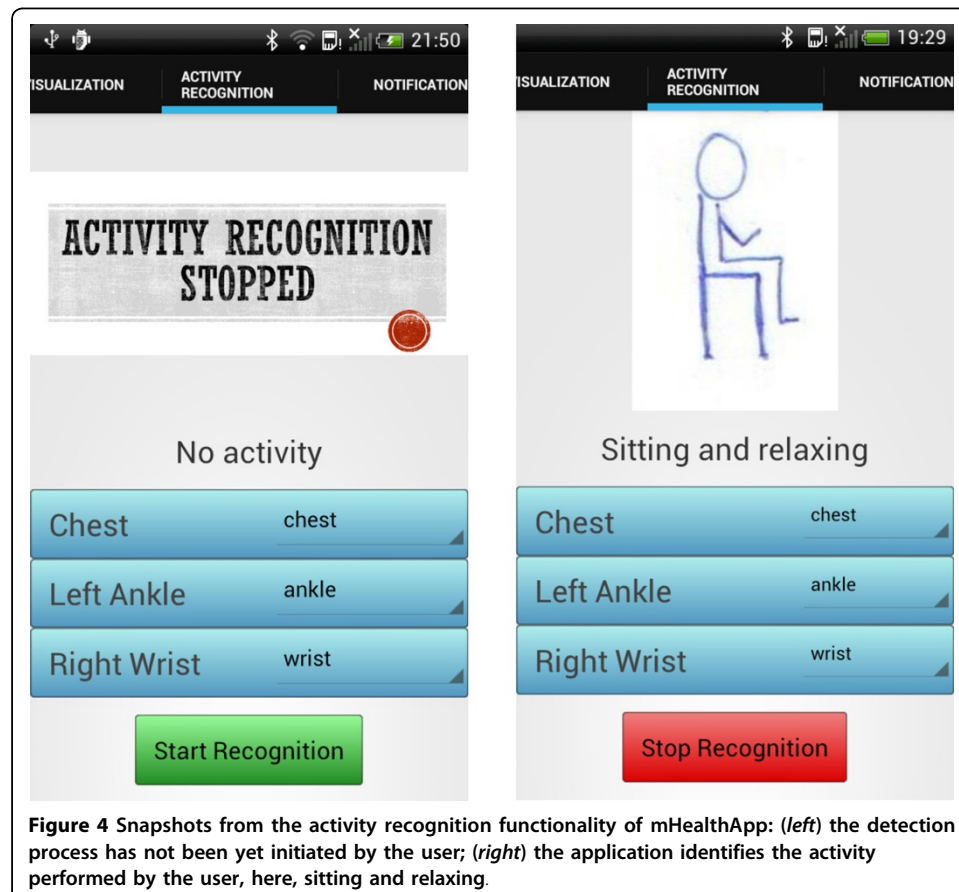 21:50
ISUALIZATION
ACTIVITY
RECOGNITION
NOTIFICATION
ACTIVITY RECOGNITION
STOPPED
No activity
Chest chest
Left Ankle ankle
Right Wrist wrist
Start Recognition
19:29
ISUALIZATION
ACTIVITY
RECOGNITION
NOTIFICATION
Sitting and relaxing
Chest chest
Left Ankle ankle
Right Wrist wrist
Stop Recognition
Figure 4 Snapshots from the activity recognition functionality of mHealthApp: (left) the detection
process has not been yet initiated by the user; (right) the application identifies the activity
performed by the user, here, sitting and relaxing.